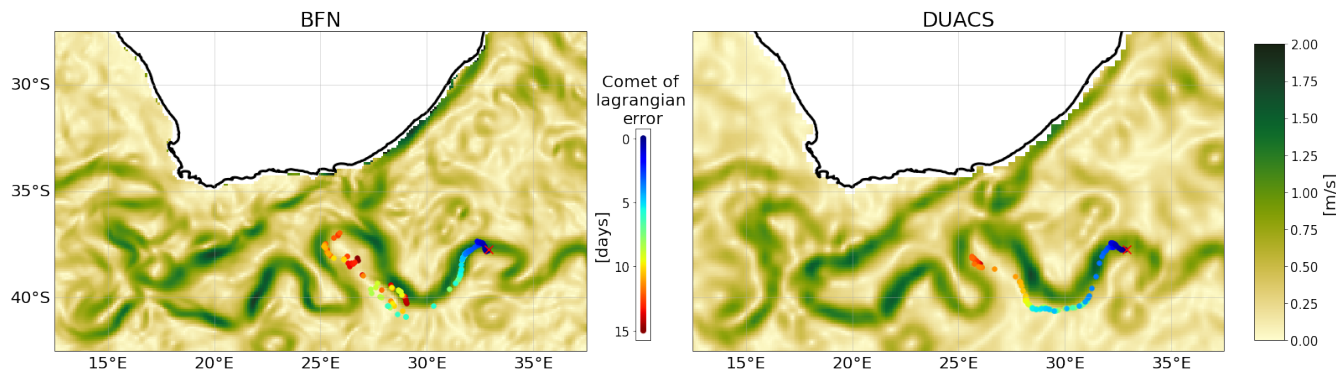 BFN
DUACS
30°S
35°S
40°S
15°E
20°E
25°E
30°E
35°E
Comet of
lagrangian
error
0
5
10
15
[days]
15°E
20°E
25°E
30°E
35°E
2.00
1.75
1.50
1.25
1.00
0.75
0.50
0.25
0.00
[m/s]